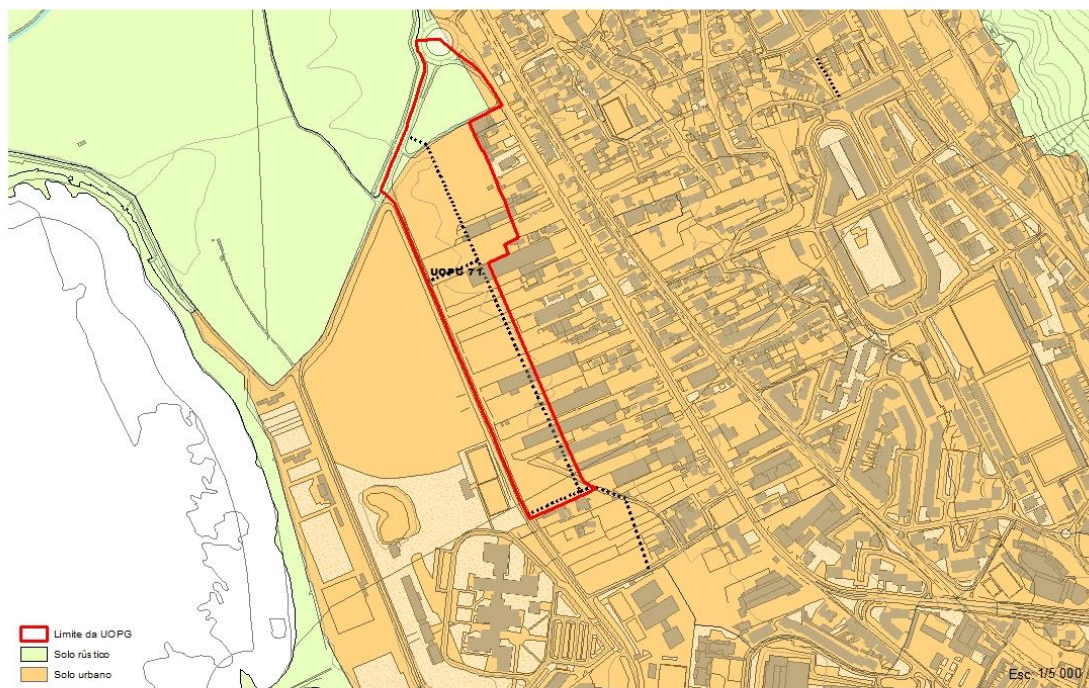 UOPG 71
Limite da UOPG
Solo rústico
Solo urbano
Esc: 1/5 000